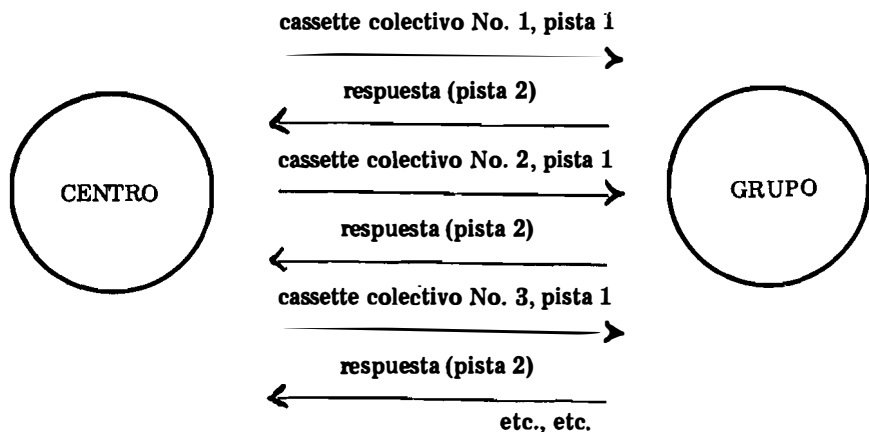 cassette colectivo No. 1, pista 1
respuesta (pista 2)
cassette colectivo No. 2, pista 1
CENTRO
GRUPO
respuesta (pista 2)
cassette colectivo No. 3, pista 1
respuesta (pista 2)
etc., etc.